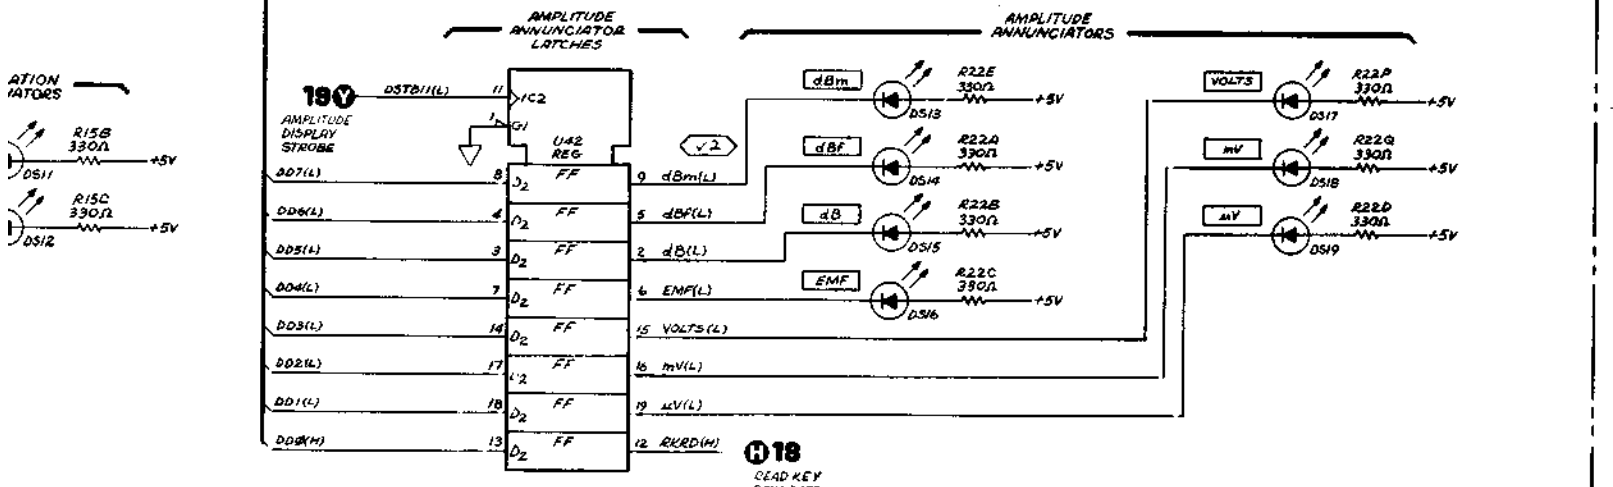 AMPLITUDE
ANNUNCIATOR
LATCHES
AMPLITUDE
ANNUNCIATORS
ATION
IATORS
R15B
330Ω
+5V
DS11
R15C
330Ω
+5V
DS12
19 Y
DSTB11(L)
11
1C2
AMPLITUDE
DISPLAY
STROBE
1
G1
U42
REG
√2
DD7(L) 8 D2 FF 9 dBm(L)
DD6(L) 4 D2 FF 5 dBf(L)
DD5(L) 3 D2 FF 2 dB(L)
DD4(L) 7 D2 FF 6 EMF(L)
DD3(L) 14 D2 FF 15 VOLTS(L)
DD2(L) 17 D2 FF 16 mV(L)
DD1(L) 18 D2 FF 19 µV(L)
DD0(H) 13 D2 FF 12 RKRD(H)
H 18
dBm
DS13
R22E
330Ω
+5V
dBf
DS14
R22A
330Ω
+5V
dB
DS15
R22B
330Ω
+5V
EMF
DS16
R22C
330Ω
+5V
VOLTS
DS17
R22P
330Ω
+5V
mV
DS18
R22Q
330Ω
+5V
µV
DS19
R22D
330Ω
+5V
KEY